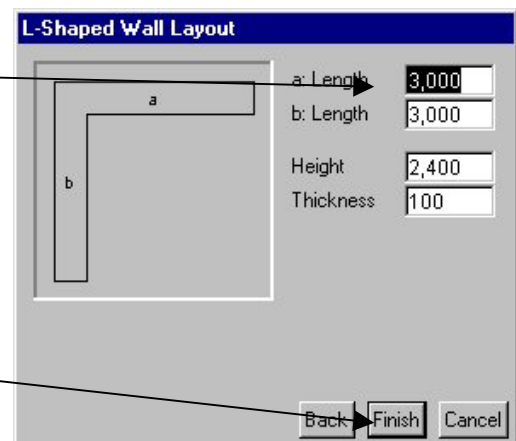 L-Shaped Wall Layout
a
b
a: Length 3,000
b: Length 3,000
Height 2,400
Thickness 100
Back Finish Cancel